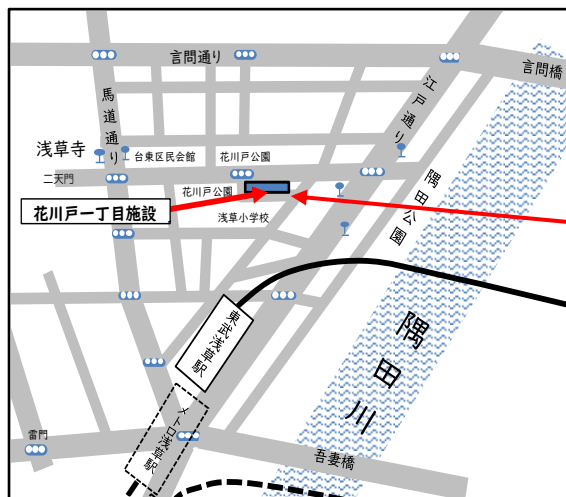 言問通り
言問橋
馬道通り
江戸通り
浅草寺
台東区民会館
花川戸公園
二天門
花川戸公園
花川戸一丁目施設
浅草小学校
隅田公園
東武浅草駅
隅田川
メトロ浅草駅
雷門
吾妻橋